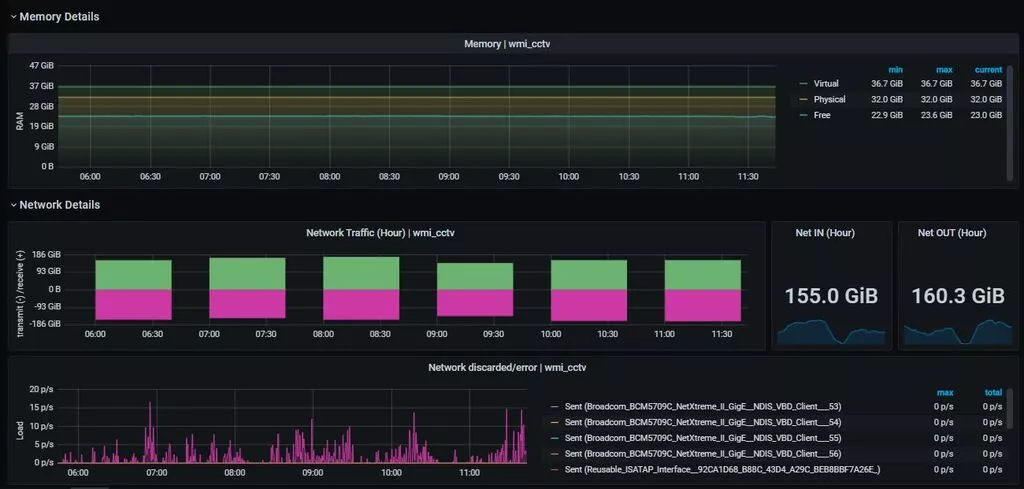 Memory Details
Memory | wmi_cctv
47 GiB
37 GiB
28 GiB
19 GiB
9 GiB
0 B
RAM
06:00 06:30 07:00 07:30 08:00 08:30 09:00 09:30 10:00 10:30 11:00 11:30
min max current
Virtual 36.7 GiB 36.7 GiB 36.7 GiB
Physical 32.0 GiB 32.0 GiB 32.0 GiB
Free 22.9 GiB 23.6 GiB 23.0 GiB
Network Details
Network Traffic (Hour) | wmi_cctv
186 GiB
93 GiB
0 B
-93 GiB
-186 GiB
transmit (-) /receive (+)
06:00 06:30 07:00 07:30 08:00 08:30 09:00 09:30 10:00 10:30 11:00 11:30
Net IN (Hour)
155.0 GiB
Net OUT (Hour)
160.3 GiB
Network discarded/error | wmi_cctv
20 p/s
15 p/s
10 p/s
5 p/s
0 p/s
Load
06:00 07:00 08:00 09:00 10:00 11:00
max total
Sent (Broadcom_BCM5709C_NetXtreme_II_GigE__NDIS_VBD_Client___53) 0 p/s 0 p/s
Sent (Broadcom_BCM5709C_NetXtreme_II_GigE__NDIS_VBD_Client___54) 0 p/s 0 p/s
Sent (Broadcom_BCM5709C_NetXtreme_II_GigE__NDIS_VBD_Client___55) 0 p/s 0 p/s
Sent (Broadcom_BCM5709C_NetXtreme_II_GigE__NDIS_VBD_Client___56) 0 p/s 0 p/s
Sent (Reusable_ISATAP_Interface__92CA1D68_B88C_43D4_A29C_BEB8BBF7A26E_) 0 p/s 0 p/s